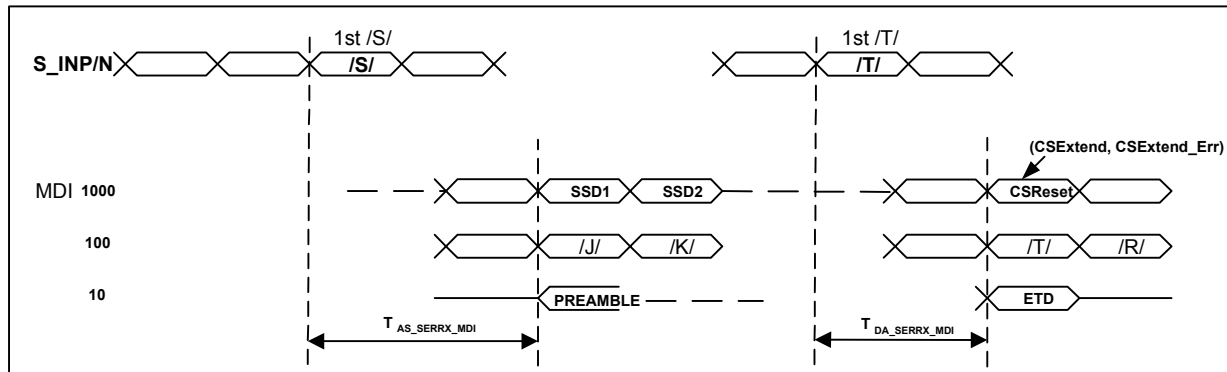 1st /S/ 1st /T/
S_INP/N /S/ /T/
(CSExtend, CSExtend_Err)
MDI 1000 SSD1 SSD2 CSReset
100 /J/ /K/ /T/ /R/
10 PREAMBLE ETD
T AS_SERRX_MDI T DA_SERRX_MDI